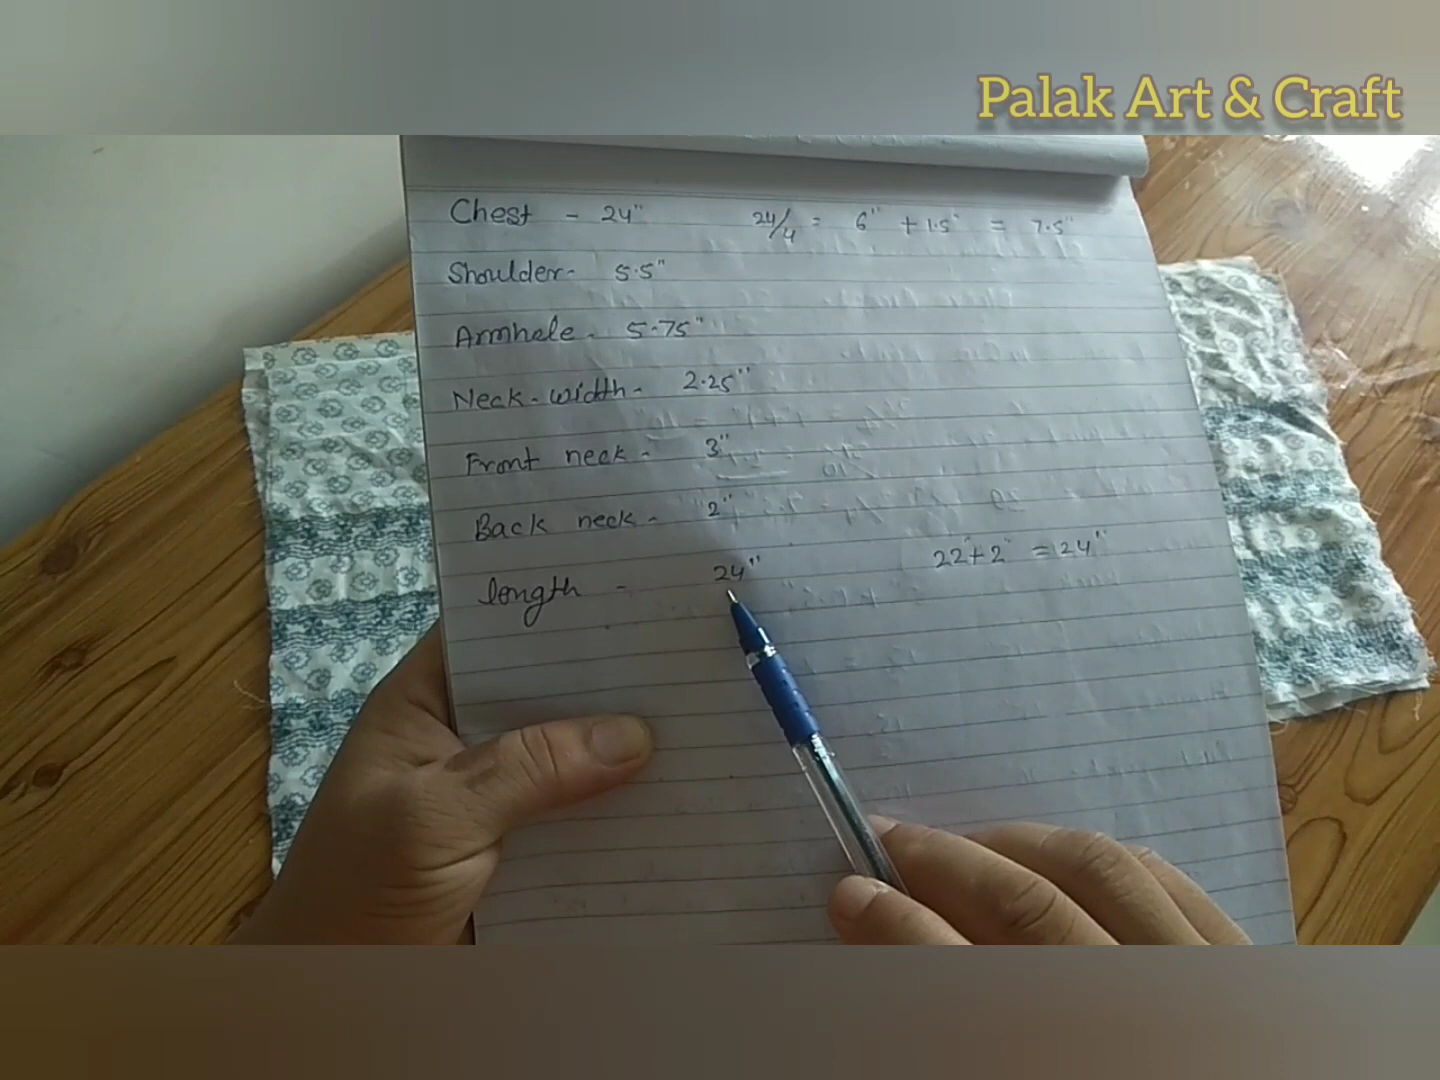 Palak Art & Craft
Chest - 24" 24/4 = 6" + 1.5" = 7.5"
Shoulder- 5.5"
Armhole- 5.75"
Neck-width- 2.25"
Front neck- 3"
Back neck- 2"
length - 24" 22"+2" = 24"